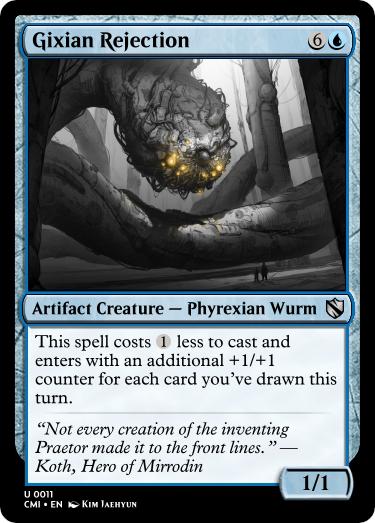 Gixian Rejection 6
Artifact Creature — Phyrexian Wurm
This spell costs 1 less to cast and
enters with an additional +1/+1
counter for each card you've drawn this
turn.
“Not every creation of the inventing
Praetor made it to the front lines.” —
Koth, Hero of Mirrodin
1/1
U 0011
CMI • EN Kim Jaehyun